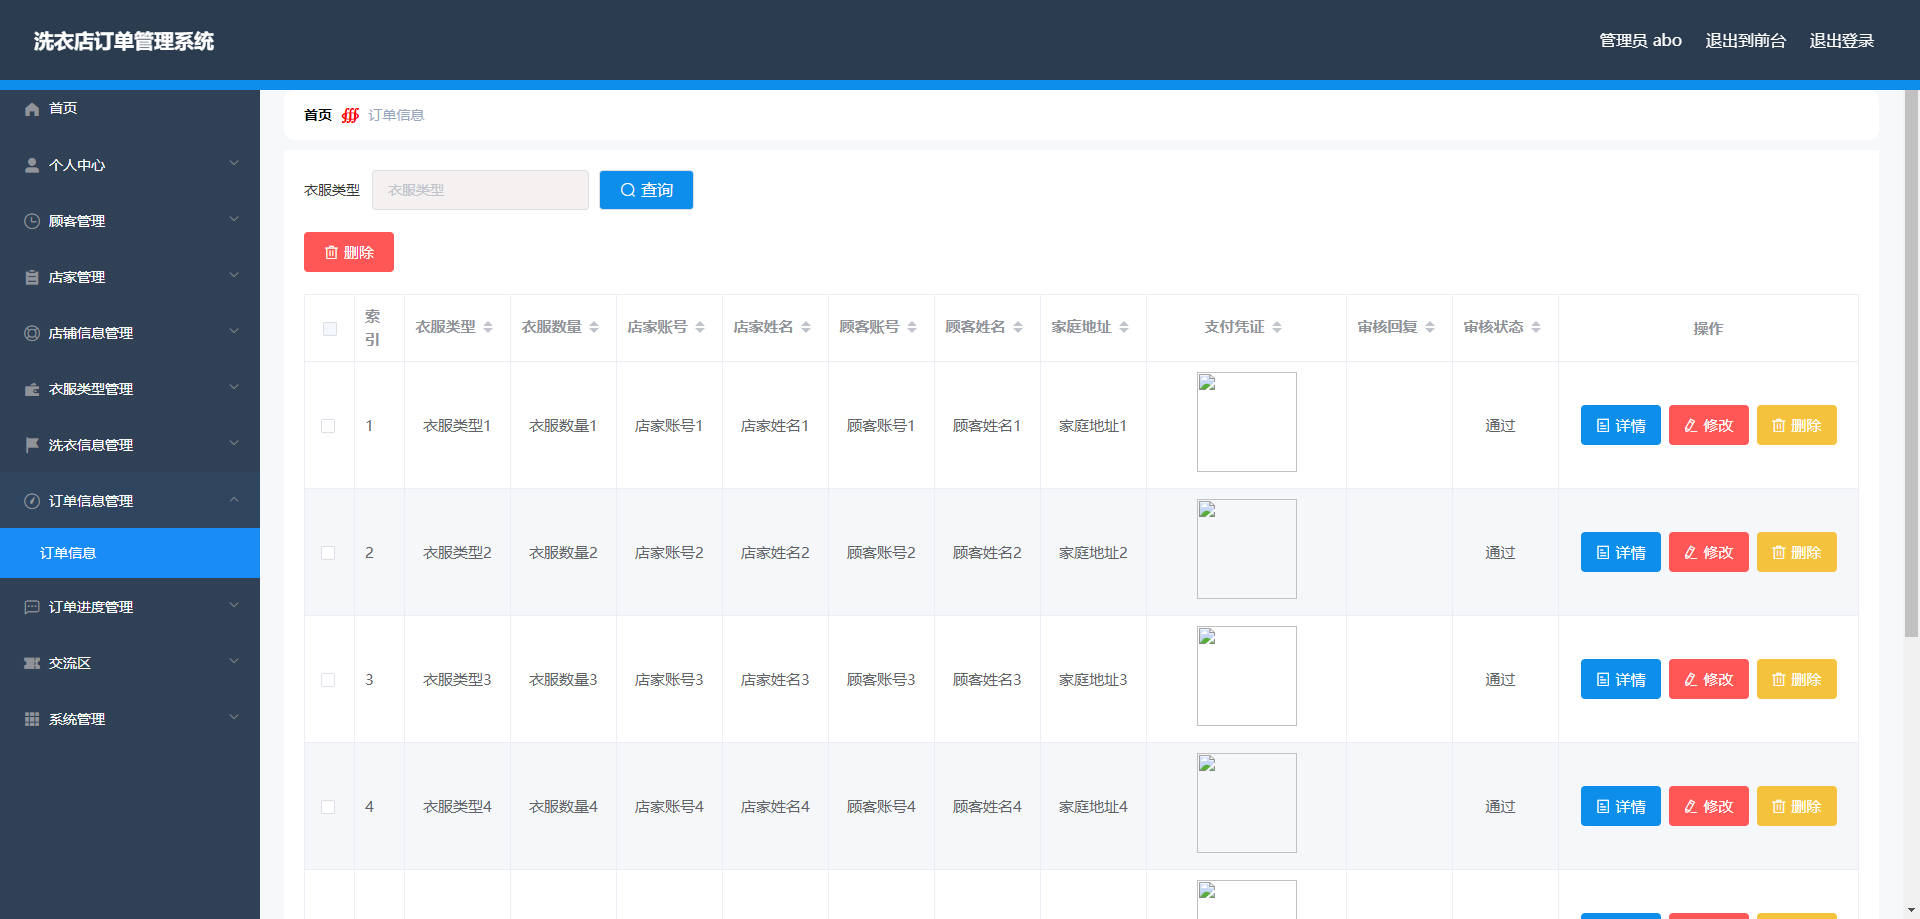 洗衣店订单管理系统
管理员 abo 退出到前台 退出登录
首页
个人中心
顾客管理
店家管理
店铺信息管理
衣服类型管理
洗衣信息管理
订单信息管理
订单信息
订单进度管理
交流区
系统管理
首页 订单信息
衣服类型 衣服类型 查询
删除
索引 衣服类型 衣服数量 店家账号 店家姓名 顾客账号 顾客姓名 家庭地址 支付凭证 审核回复 审核状态 操作
1 衣服类型1 衣服数量1 店家账号1 店家姓名1 顾客账号1 顾客姓名1 家庭地址1 通过 详情 修改 删除
2 衣服类型2 衣服数量2 店家账号2 店家姓名2 顾客账号2 顾客姓名2 家庭地址2 通过 详情 修改 删除
3 衣服类型3 衣服数量3 店家账号3 店家姓名3 顾客账号3 顾客姓名3 家庭地址3 通过 详情 修改 删除
4 衣服类型4 衣服数量4 店家账号4 店家姓名4 顾客账号4 顾客姓名4 家庭地址4 通过 详情 修改 删除